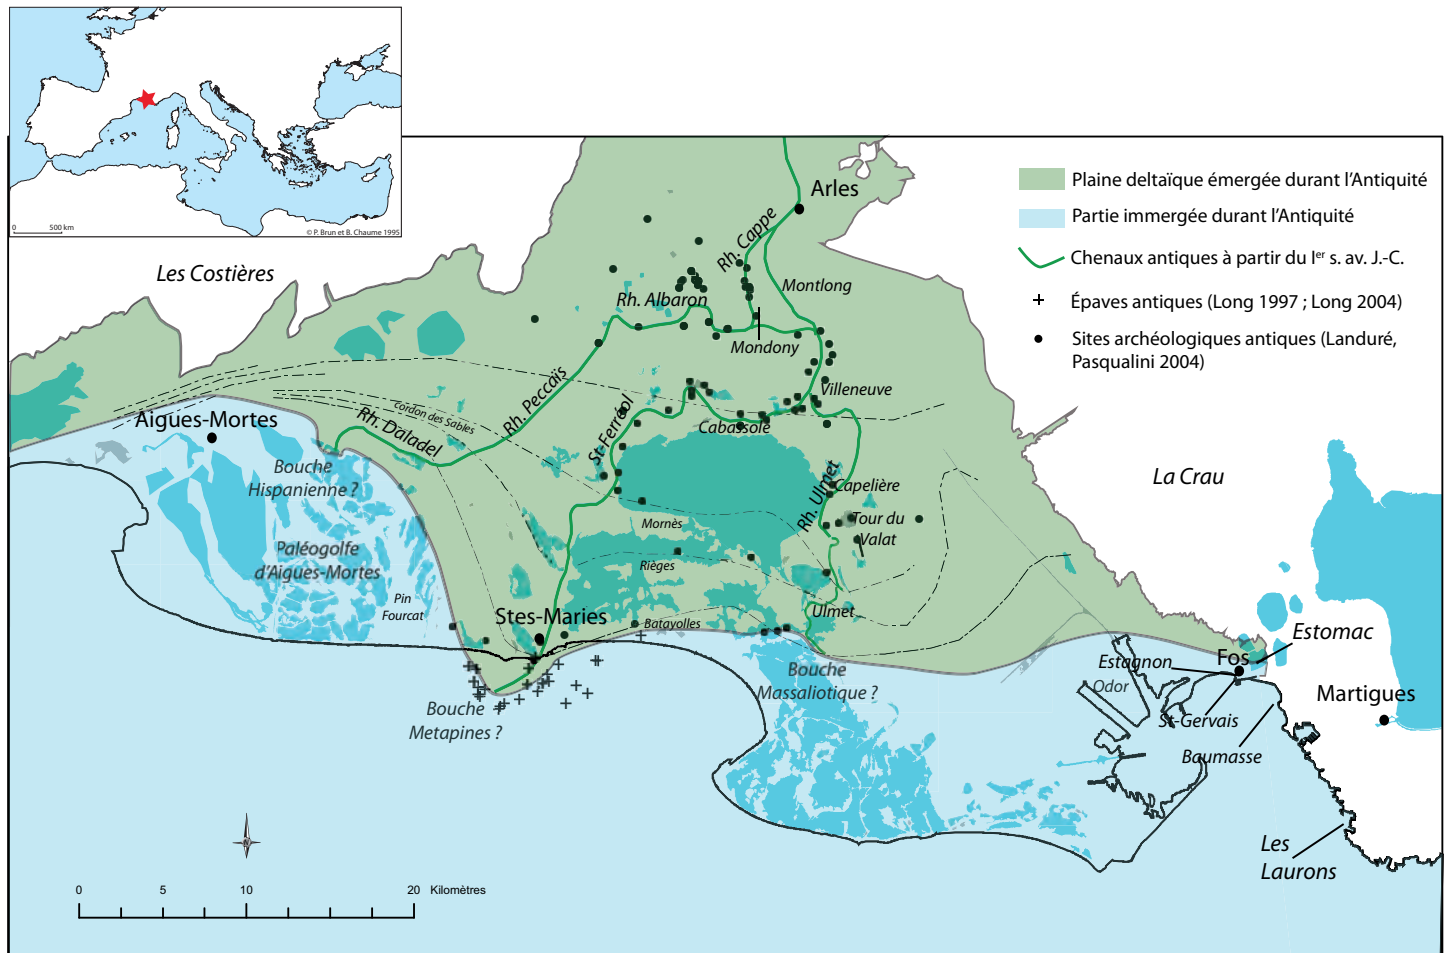 0
500 km
© P. Brun et B. Chaume 1995
Plaine deltaïque émergée durant l'Antiquité
Partie immergée durant l'Antiquité
Chenaux antiques à partir du Ier s. av. J.-C.
Épaves antiques (Long 1997 ; Long 2004)
Sites archéologiques antiques (Landuré,
Pasqualini 2004)
Arles
Les Costières
Rh. Cappe
Rh. Albaron
Montlong
Mondony
Rh. Peccaïs
Villeneuve
cordon des Sables
Aigues-Mortes
Rh. Daladel
St-Ferréol
Cabassole
Bouche
Hispanienne ?
La Crau
Rh. Ulmet
Capelière
Mornès
Tour du
Valat
Paléogolfe
d'Aigues-Mortes
Rièges
Pin
Fourcat
Stes-Maries
Batayolles
Ulmet
Estomac
Fos
Estagnon
Odor
Bouche
Massaliotique ?
Martigues
St-Gervais
Bouche
Metapines ?
Baumasse
Les
Laurons
N
0
5
10
20
Kilomètres